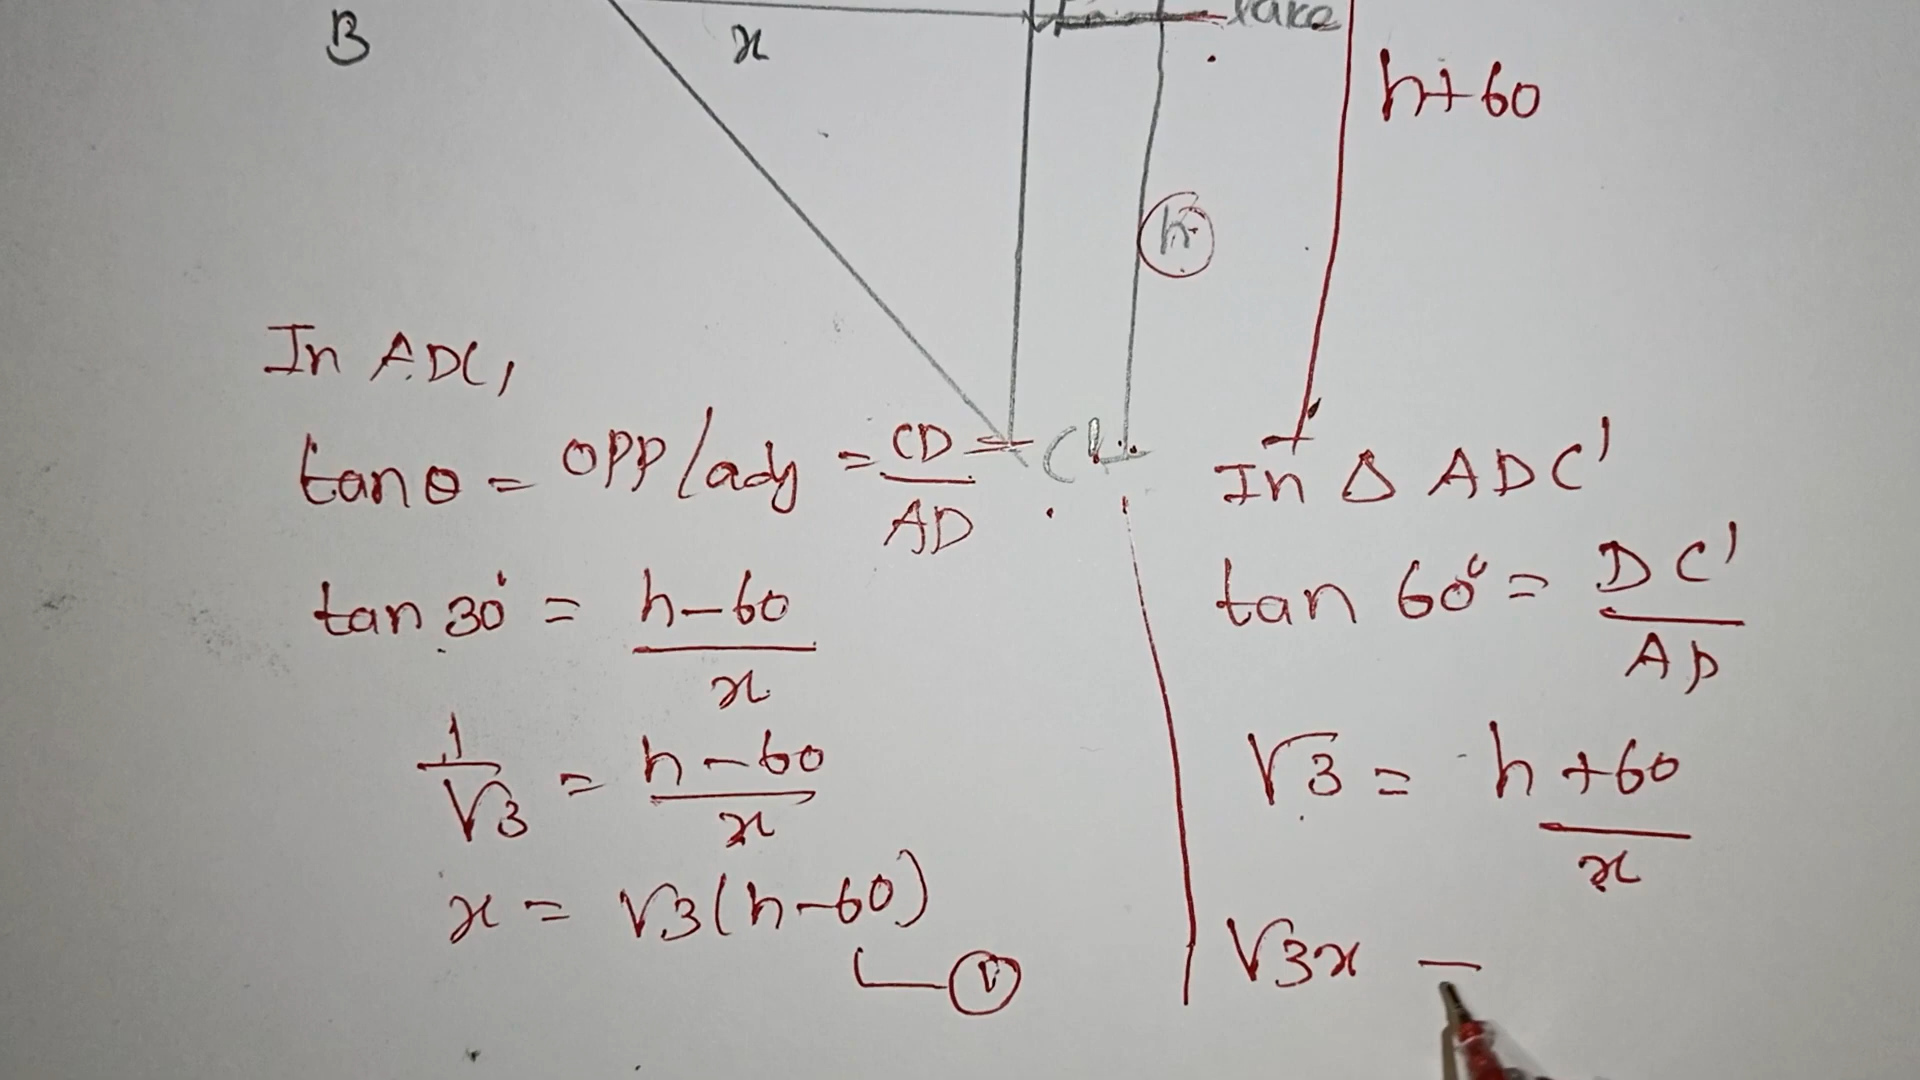 B
x
lake
h+60
h
C'
In ADC,
tanθ = OPP/adj = CD/AD =
tan 30° = h-60/x
1/√3 = h-60/x
x = √3(h-60)
In Δ ADC'
tan 60° = DC'/AD
√3 = h+60/x
√3x